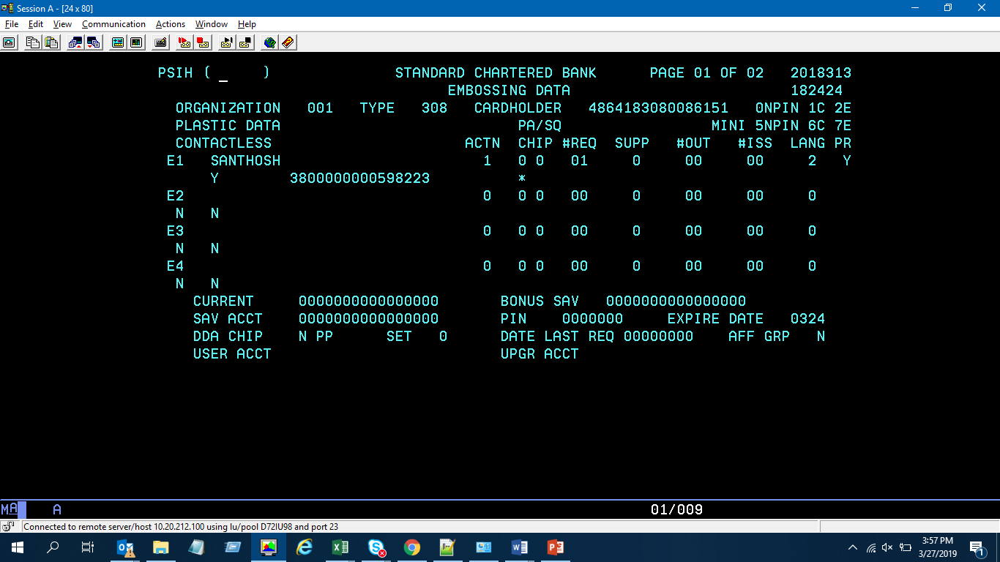 Session A - [24 x 80]
File Edit View Communication Actions Window Help
PSIH ( _ ) STANDARD CHARTERED BANK PAGE 01 OF 02 2018313
EMBOSSING DATA 182424
ORGANIZATION 001 TYPE 308 CARDHOLDER 4864183080086151 0NPIN 1C 2E
PLASTIC DATA PA/SQ MINI 5NPIN 6C 7E
CONTACTLESS ACTN CHIP #REQ SUPP #OUT #ISS LANG PR
E1 SANTHOSH 1 0 0 01 0 00 00 2 Y
Y 3800000000598223 *
E2 0 0 0 00 0 00 00 0
N N
E3 0 0 0 00 0 00 00 0
N N
E4 0 0 0 00 0 00 00 0
N N
CURRENT 0000000000000000 BONUS SAV 0000000000000000
SAV ACCT 0000000000000000 PIN 0000000 EXPIRE DATE 0324
DDA CHIP N PP SET 0 DATE LAST REQ 00000000 AFF GRP N
USER ACCT UPGR ACCT
MA A 01/009
Connected to remote server/host 10.20.212.100 using lu/pool D72IU98 and port 23
3:57 PM
3/27/2019